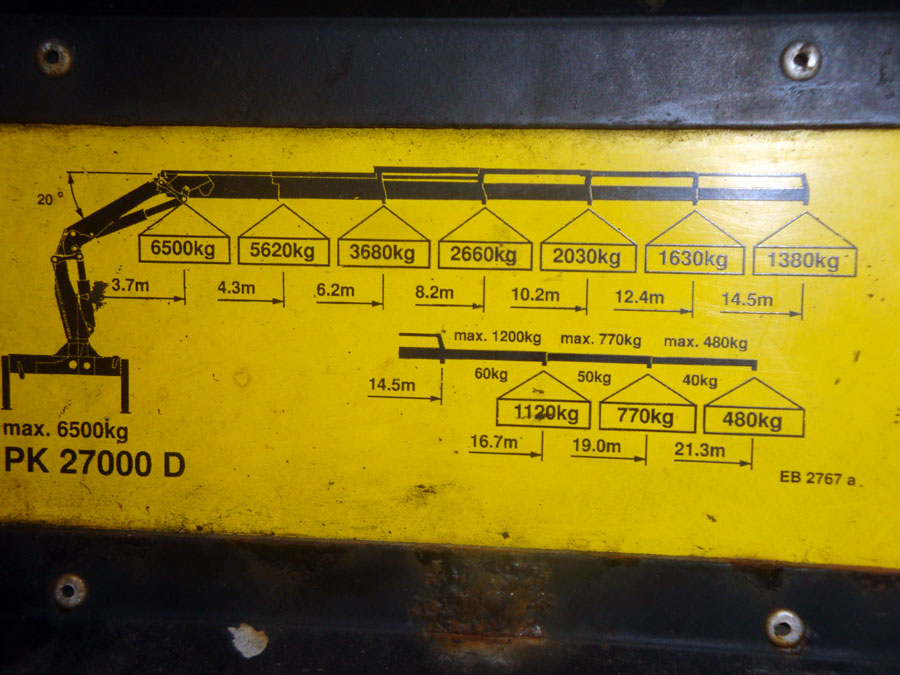 20°
6500kg 5620kg 3680kg 2660kg 2030kg 1630kg 1380kg
3.7m 4.3m 6.2m 8.2m 10.2m 12.4m 14.5m
max. 1200kg max. 770kg max. 480kg
14.5m 60kg 50kg 40kg
1120kg 770kg 480kg
max. 6500kg
16.7m 19.0m 21.3m
PK 27000 D
EB 2767 a